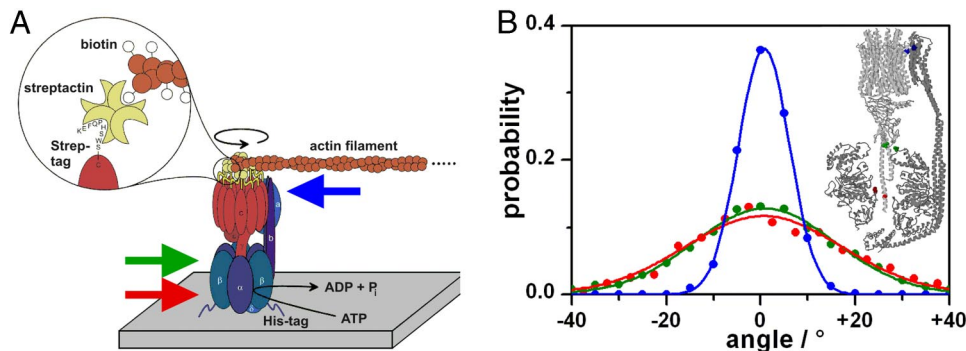 A
biotin
streptactin
KEFQPHSW
Strep-
tag
actin filament .....
c
a
b
β
α
β
ADP + Pi
ATP
His-tag
B
probability
0.4
0.2
0.0
-40
-20
0
+20
+40
angle / °